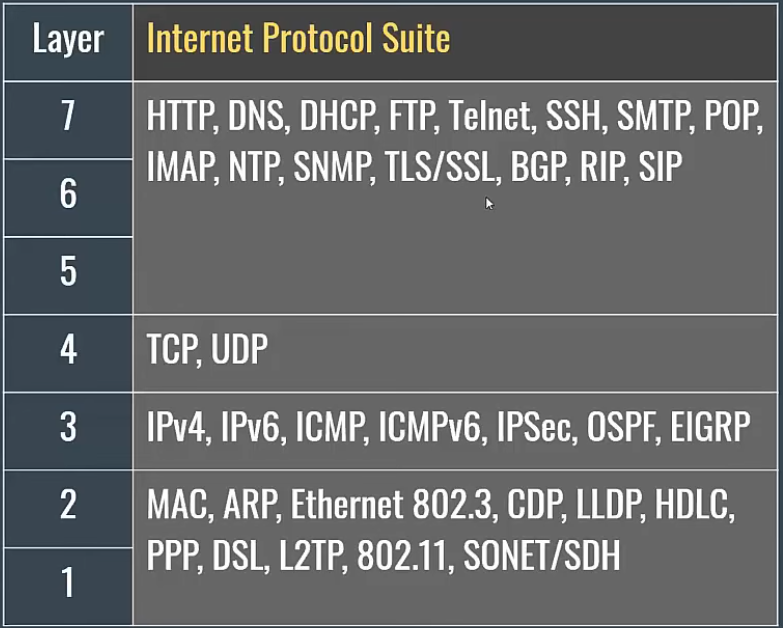 Layer
Internet Protocol Suite
7
HTTP, DNS, DHCP, FTP, Telnet, SSH, SMTP, POP,
IMAP, NTP, SNMP, TLS/SSL, BGP, RIP, SIP
6
5
4
TCP, UDP
3
IPv4, IPv6, ICMP, ICMPv6, IPSec, OSPF, EIGRP
2
MAC, ARP, Ethernet 802.3, CDP, LLDP, HDLC,
PPP, DSL, L2TP, 802.11, SONET/SDH
1